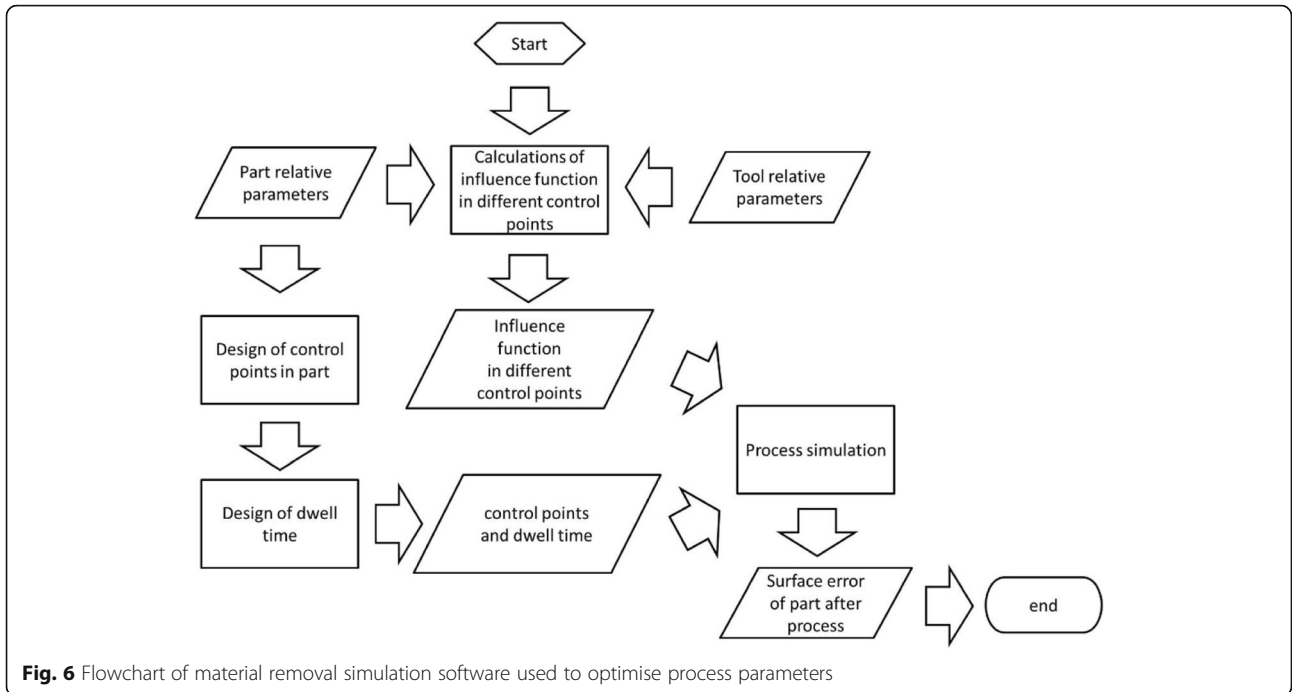 Start
Part relative
parameters
Calculations of
influence function
in different control
points
Tool relative
parameters
Design of control
points in part
Influence
function
in different
control points
Process simulation
Design of dwell
time
control points
and dwell time
Surface error
of part after
process
end
Fig. 6 Flowchart of material removal simulation software used to optimise process parameters